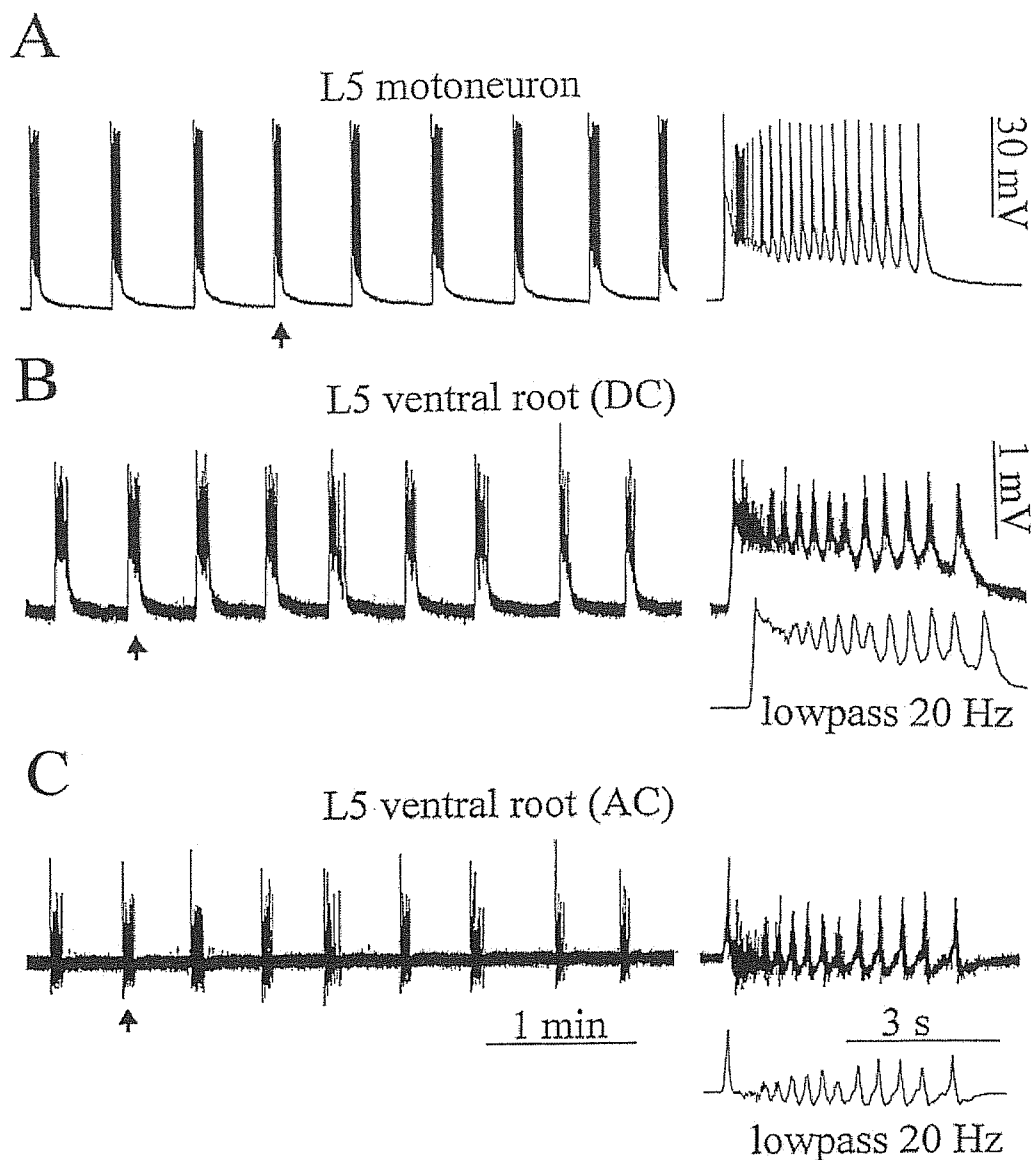 A
L5 motoneuron
30 mV
B
L5 ventral root (DC)
1 mV
lowpass 20 Hz
C
L5 ventral root (AC)
1 min
3 s
lowpass 20 Hz